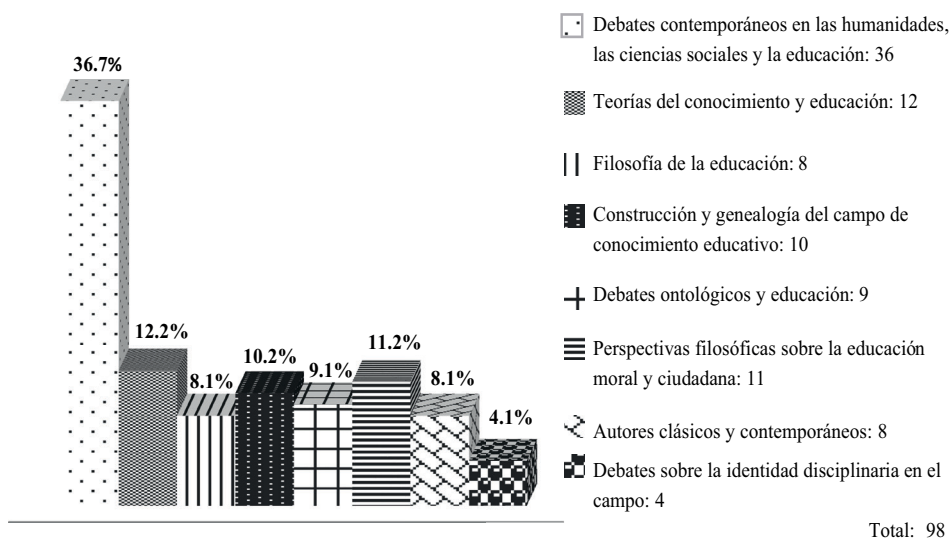 36.7%
12.2%
8.1%
10.2%
9.1%
11.2%
8.1%
4.1%
Debates contemporáneos en las humanidades,
las ciencias sociales y la educación: 36
Teorías del conocimiento y educación: 12
Filosofía de la educación: 8
Construcción y genealogía del campo de
conocimiento educativo: 10
Debates ontológicos y educación: 9
Perspectivas filosóficas sobre la educación
moral y ciudadana: 11
Autores clásicos y contemporáneos: 8
Debates sobre la identidad disciplinaria en el
campo: 4
Total: 98